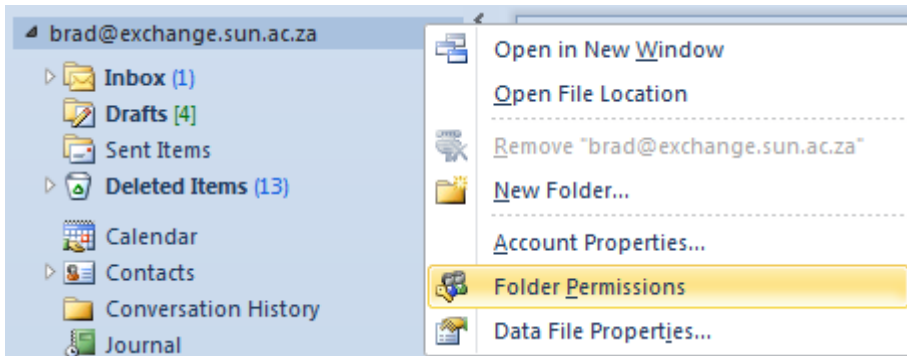 brad@exchange.sun.ac.za
Inbox (1)
Drafts [4]
Sent Items
Deleted Items (13)
Calendar
Contacts
Conversation History
Journal
Open in New Window
Open File Location
Remove "brad@exchange.sun.ac.za"
New Folder...
Account Properties...
Folder Permissions
Data File Properties...